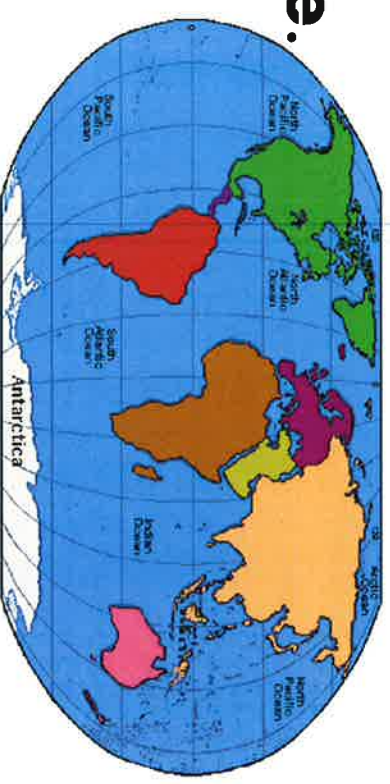 e.
Arctic
Ocean
North
Pacific
Ocean
North
Atlantic
Ocean
North
Pacific
Ocean
South
Pacific
Ocean
South
Atlantic
Ocean
Indian
Ocean
Antarctica